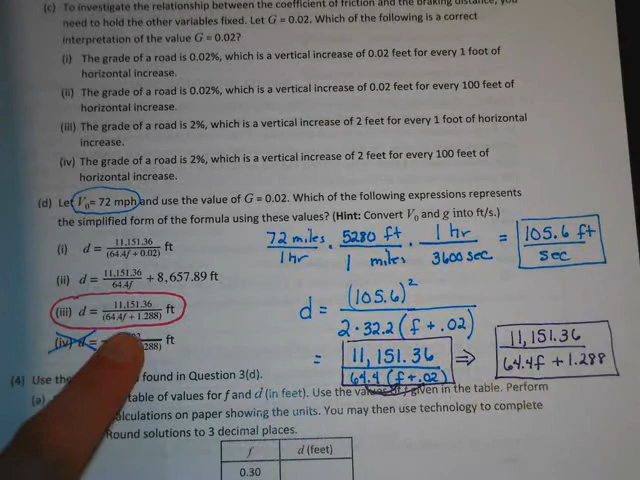 (c) To investigate the relationship between the coefficient of friction and the braking distance, you
need to hold the other variables fixed. Let G = 0.02. Which of the following is a correct
interpretation of the value G = 0.02?
(i) The grade of a road is 0.02%, which is a vertical increase of 0.02 feet for every 1 foot of
horizontal increase.
(ii) The grade of a road is 0.02%, which is a vertical increase of 0.02 feet for every 100 feet of
horizontal increase.
(iii) The grade of a road is 2%, which is a vertical increase of 2 feet for every 1 foot of horizontal
increase.
(iv) The grade of a road is 2%, which is a vertical increase of 2 feet for every 100 feet of
horizontal increase.
(d) Let V₀ = 72 mph and use the value of G = 0.02. Which of the following expressions represents
the simplified form of the formula using these values? (Hint: Convert V₀ and g into ft/s.)
(i) d = 11,151.36 / (64.4f + 0.02) ft
72 miles / 1 hr · 5280 ft / 1 miles · 1 hr / 3600 sec = 105.6 ft / sec
(ii) d = 11,151.36 / 64.4f + 8,657.89 ft
(iii) d = 11,151.36 / (64.4f + 1.288) ft
d = (105.6)² / 2·32.2 (f + .02)
(iv) d = .288) ft
= 11,151.36 / 64.4 (f + .02) ⇒ 11,151.36 / 64.4f + 1.288
(4) Use the found in Question 3(d).
(a) table of values for f and d (in feet). Use the values of f given in the table. Perform
alculations on paper showing the units. You may then use technology to complete
Round solutions to 3 decimal places.
f d (feet)
0.30